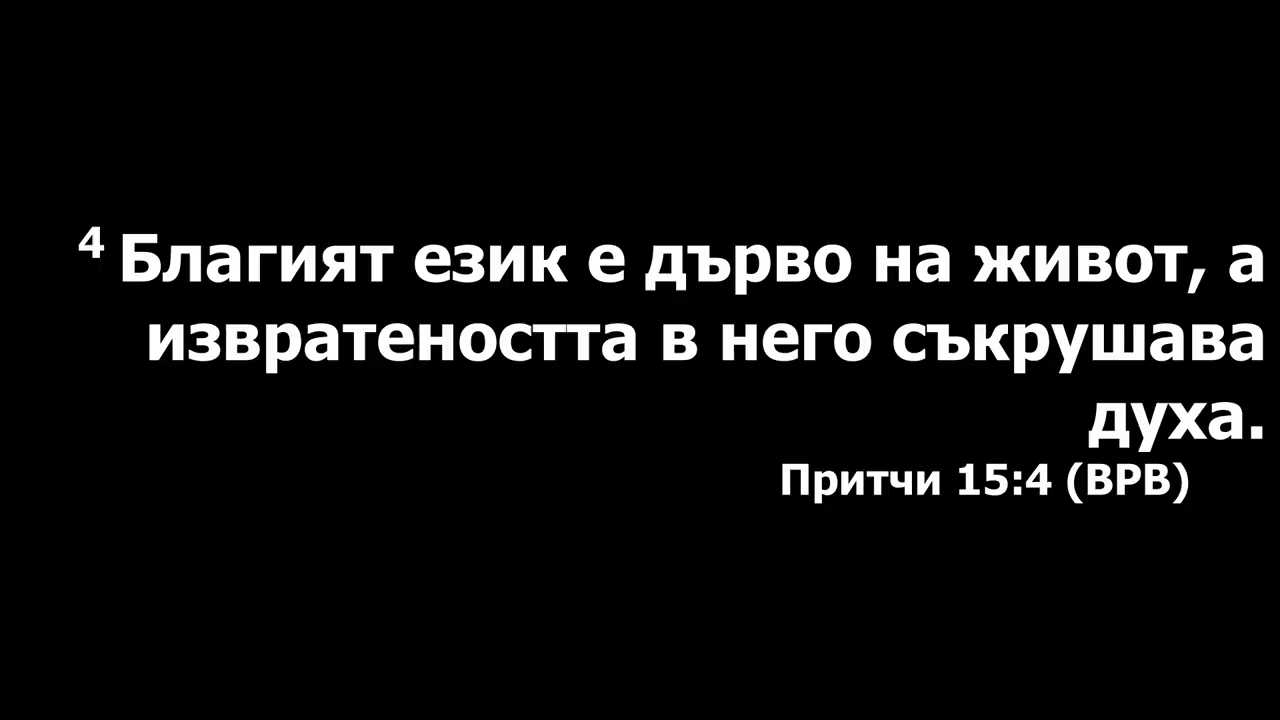 4 Благият език е дърво на живот, а
извратеността в него съкрушава
духа.
Притчи 15:4 (ВРВ)